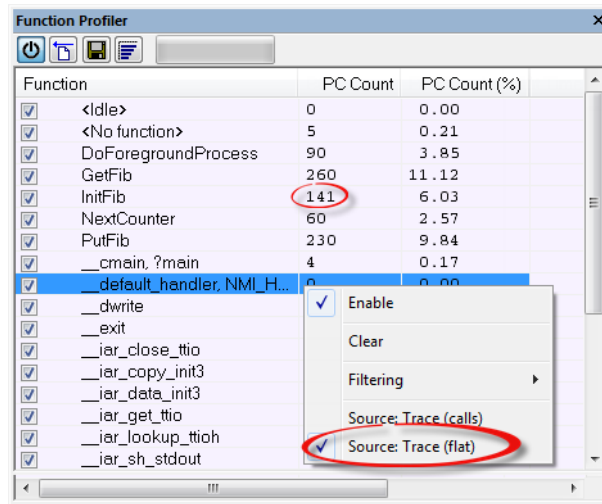 Function Profiler
Function PC Count PC Count (%)
<Idle> 0 0.00
<No function> 5 0.21
DoForegroundProcess 90 3.85
GetFib 260 11.12
InitFib 141 6.03
NextCounter 60 2.57
PutFib 230 9.84
__cmain, ?main 4 0.17
__default_handler, NMI_H... 0 0.00
__dwrite
__exit
__iar_close_ttio
__iar_copy_init3
__iar_data_init3
__iar_get_ttio
__iar_lookup_ttioh
__iar_sh_stdout
Enable
Clear
Filtering
Source: Trace (calls)
Source: Trace (flat)